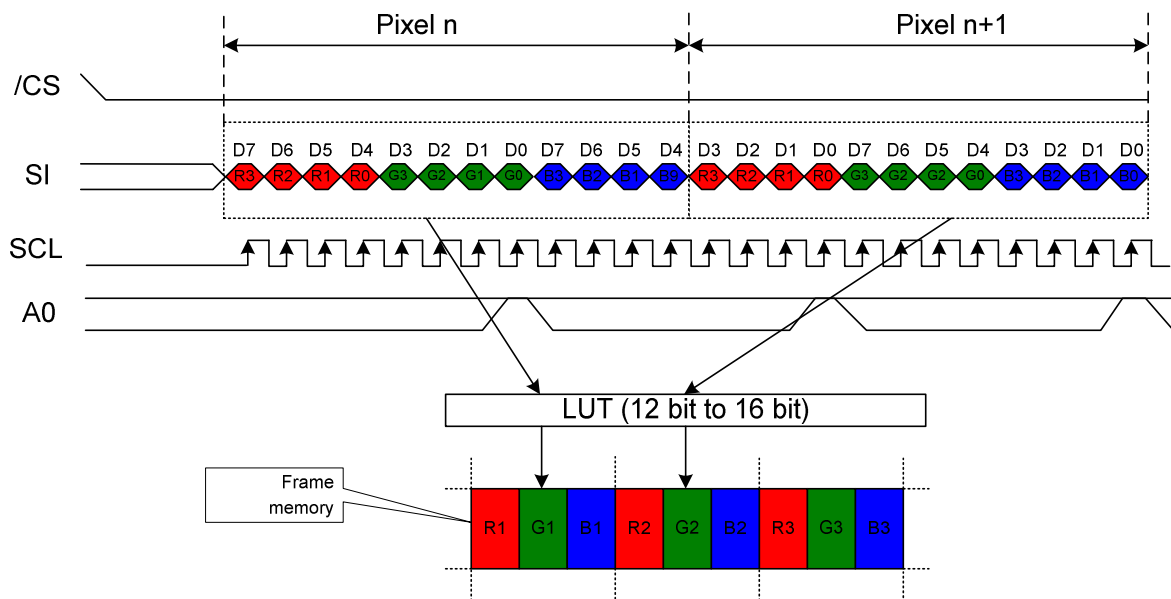 Pixel n Pixel n+1
/CS
D7 D6 D5 D4 D3 D2 D1 D0 D7 D6 D5 D4 D3 D2 D1 D0 D7 D6 D5 D4 D3 D2 D1 D0
SI R3 R2 R1 R0 G3 G2 G1 G0 B3 B2 B1 B9 R3 R2 R1 R0 G3 G2 G2 G0 B3 B2 B1 B0
SCL
A0
LUT (12 bit to 16 bit)
Frame
memory
R1 G1 B1 R2 G2 B2 R3 G3 B3